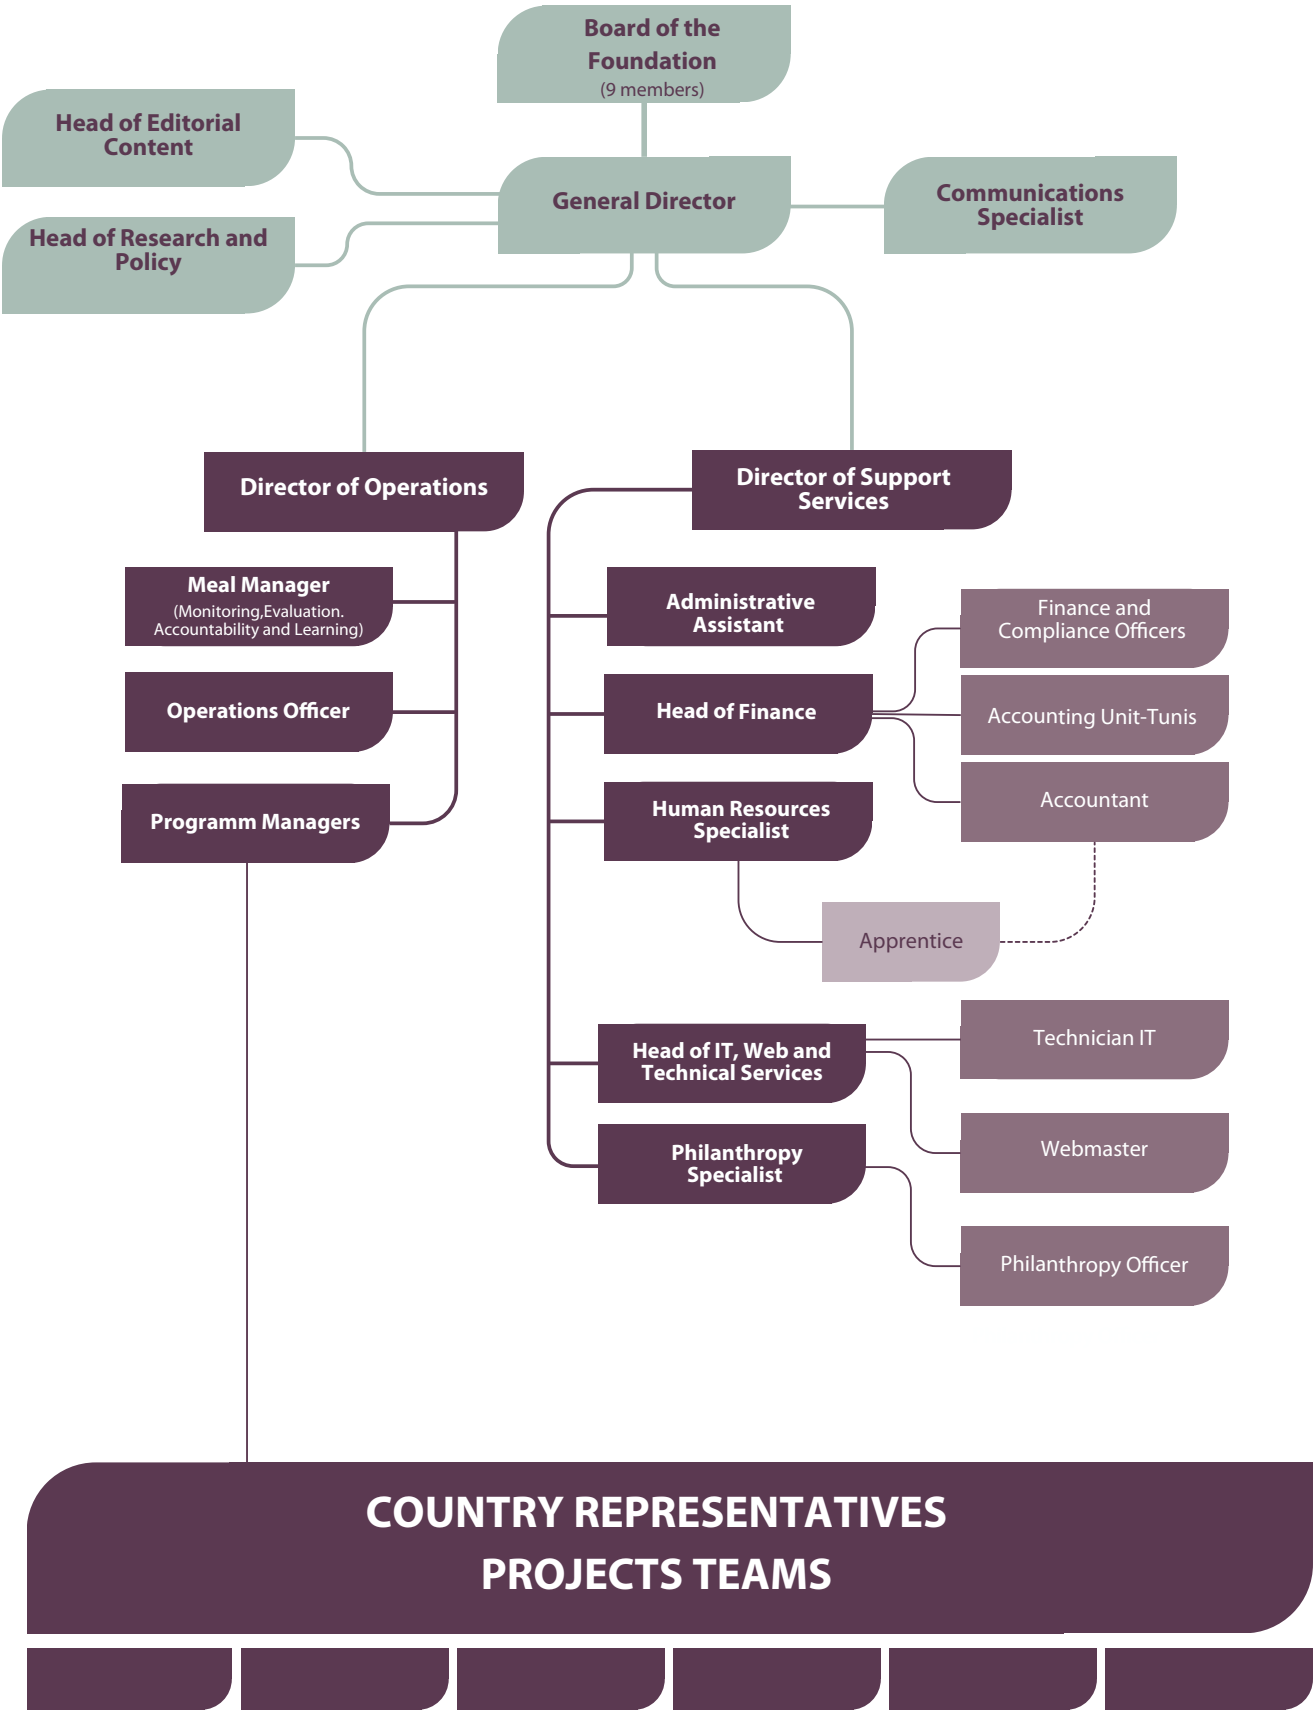 Board of the
Foundation
(9 members)
Head of Editorial
Content
General Director
Communications
Specialist
Head of Research and
Policy
Director of Operations
Director of Support
Services
Meal Manager
(Monitoring,Evaluation.
Accountability and Learning)
Operations Officer
Programm Managers
Administrative
Assistant
Head of Finance
Human Resources
Specialist
Finance and
Compliance Officers
Accounting Unit-Tunis
Accountant
Apprentice
Head of IT, Web and
Technical Services
Technician IT
Webmaster
Philanthropy
Specialist
Philanthropy Officer
COUNTRY REPRESENTATIVES
PROJECTS TEAMS